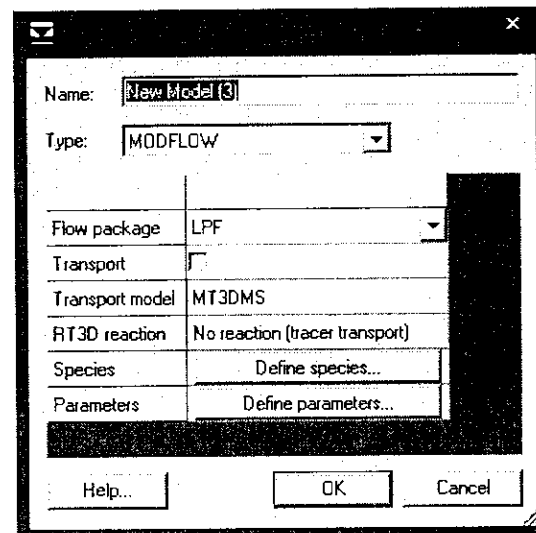 Name: New Model (3)
Type: MODFLOW
Flow package LPF
Transport
Transport model MT3DMS
RT3D reaction No reaction (tracer transport)
Species Define species...
Parameters Define parameters...
Help... OK Cancel